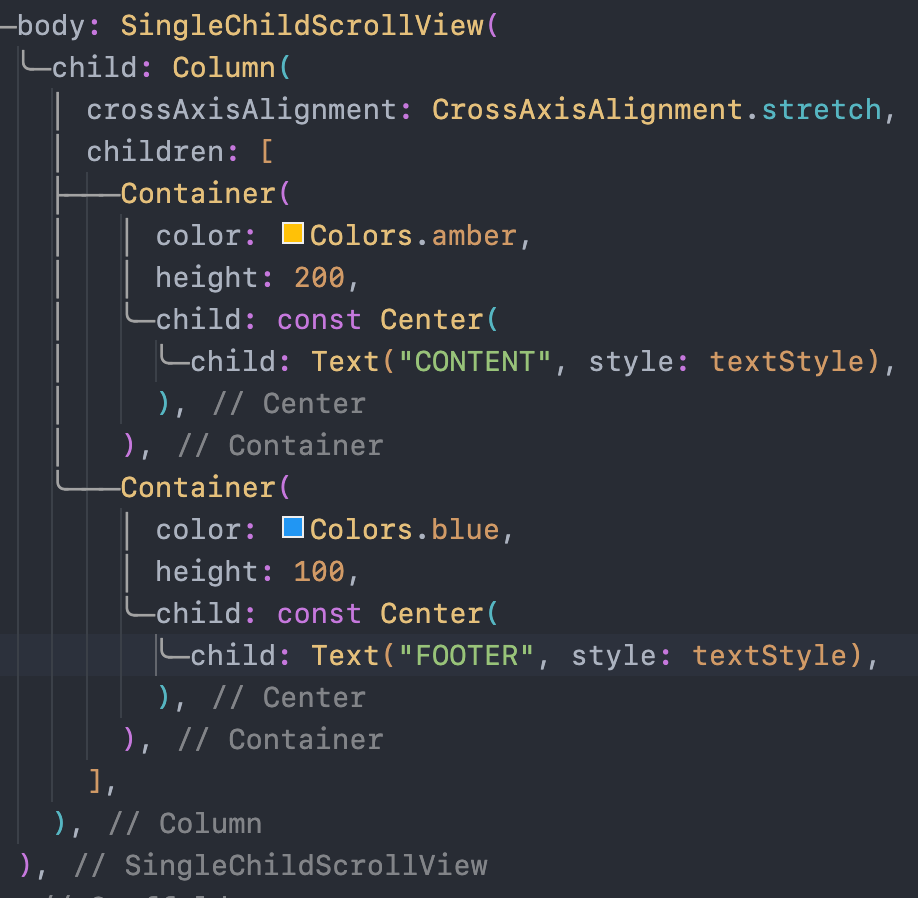 body: SingleChildScrollView(
child: Column(
crossAxisAlignment: CrossAxisAlignment.stretch,
children: [
Container(
color: Colors.amber,
height: 200,
child: const Center(
child: Text("CONTENT", style: textStyle),
), // Center
), // Container
Container(
color: Colors.blue,
height: 100,
child: const Center(
child: Text("FOOTER", style: textStyle),
), // Center
), // Container
],
), // Column
), // SingleChildScrollView